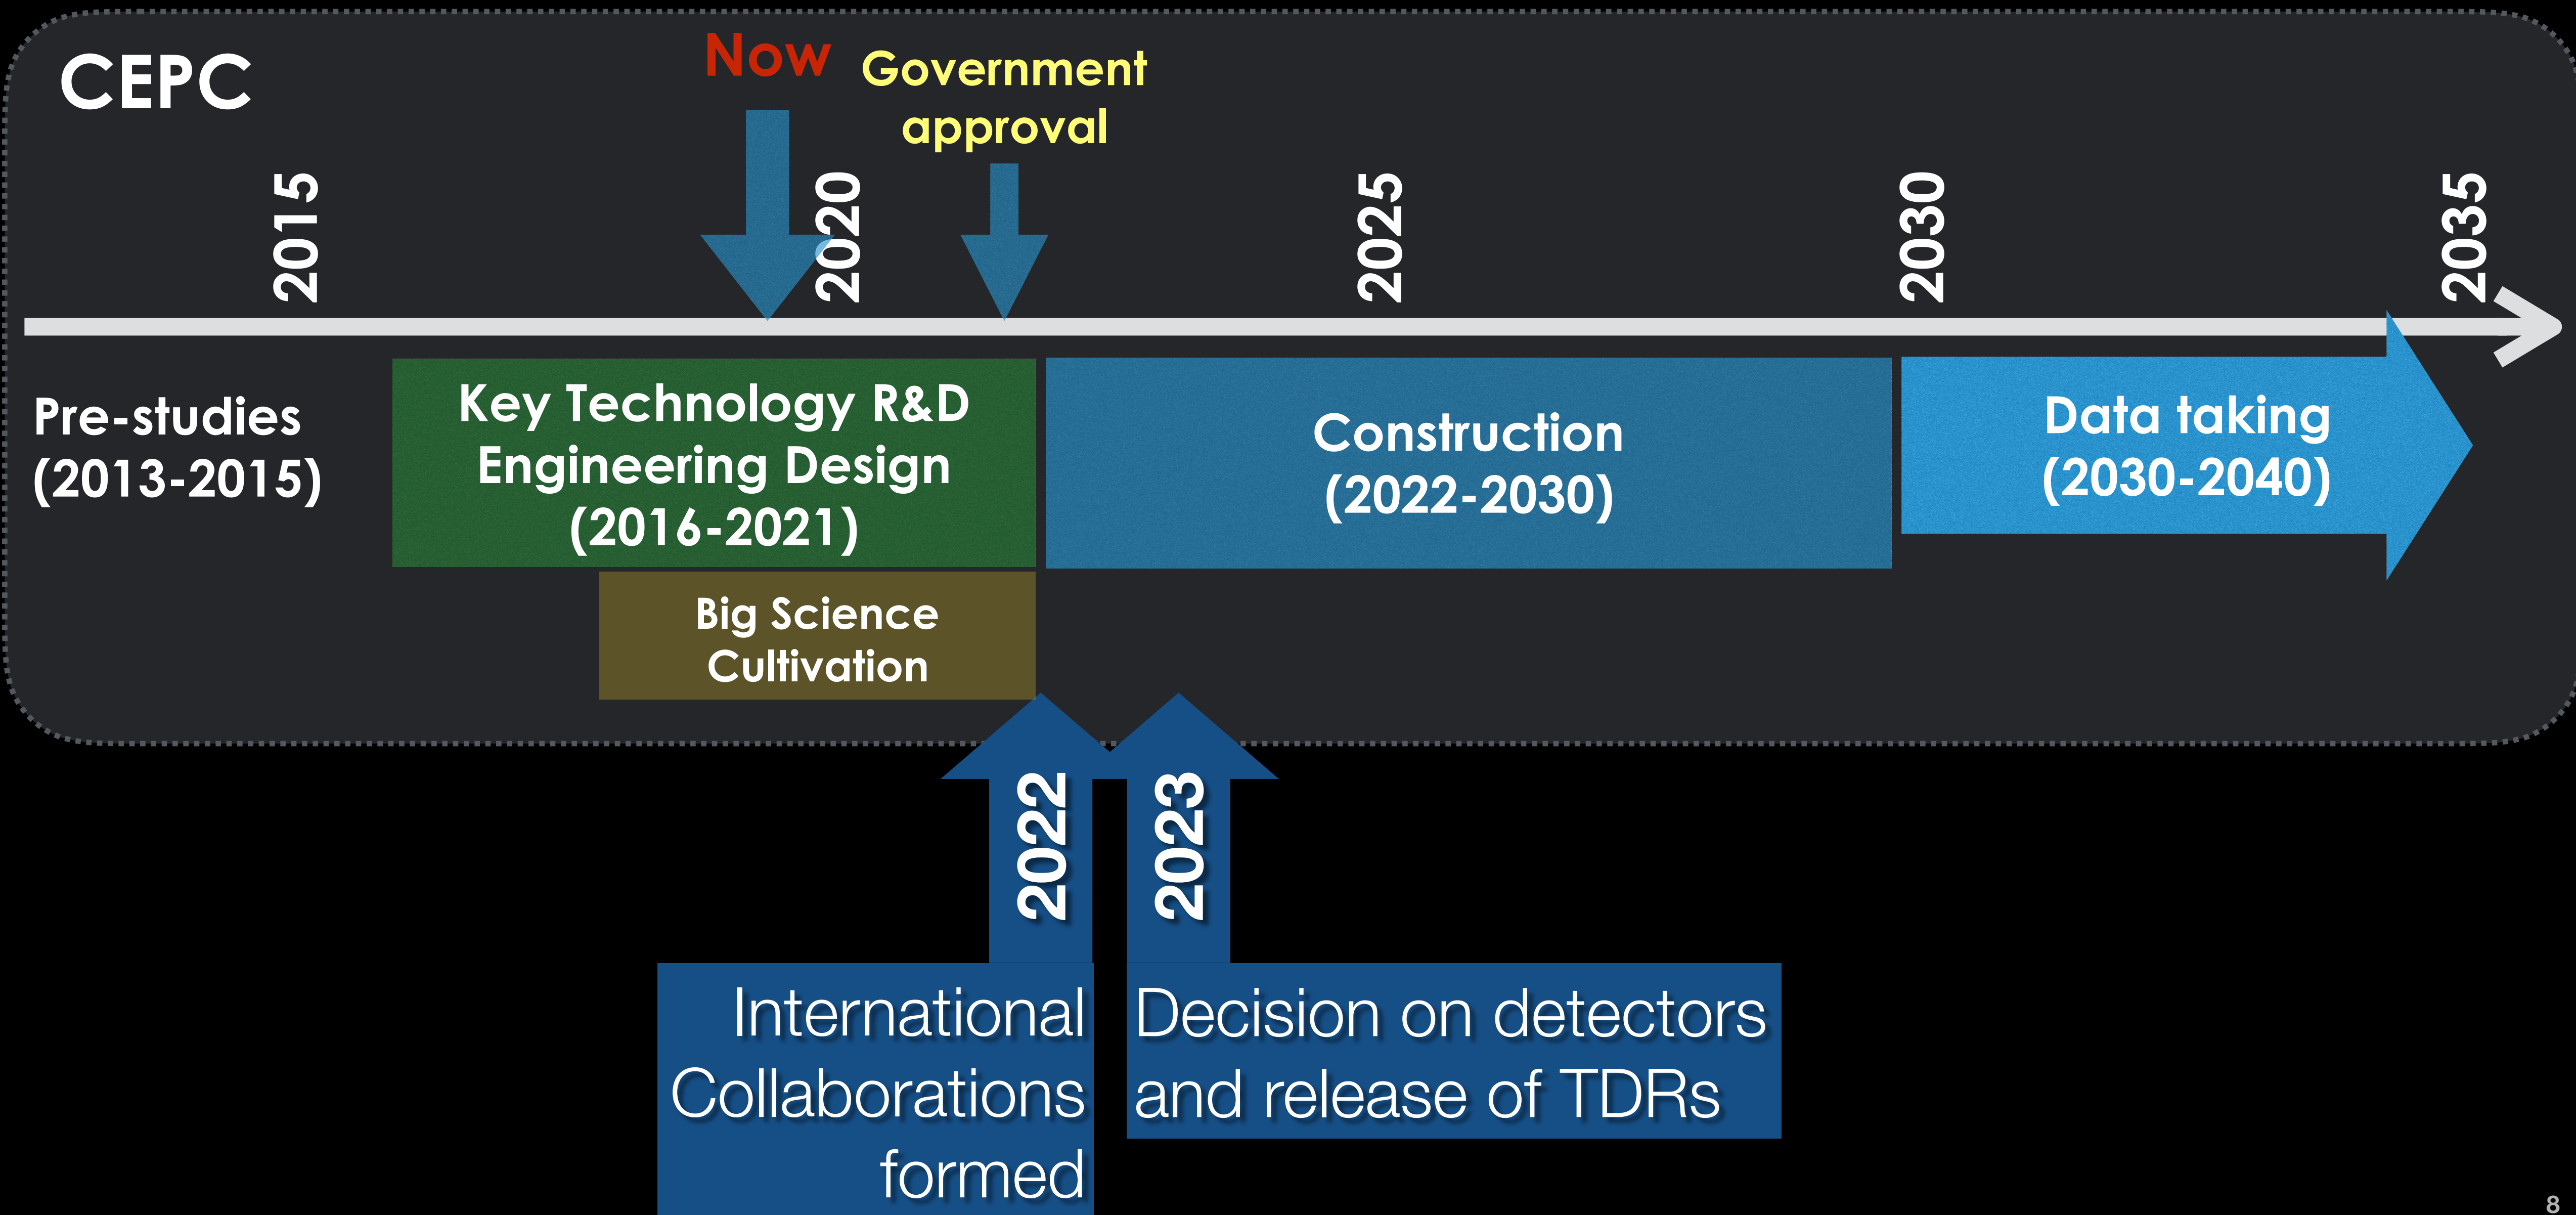 CEPC
Now
Government
approval
2015
2020
2025
2030
2035
Pre-studies
(2013-2015)
Key Technology R&D
Engineering Design
(2016-2021)
Construction
(2022-2030)
Data taking
(2030-2040)
Big Science
Cultivation
2022
2023
International
Collaborations
formed
Decision on detectors
and release of TDRs
8